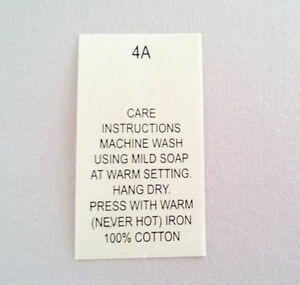 4A
CARE
INSTRUCTIONS
MACHINE WASH
USING MILD SOAP
AT WARM SETTING.
HANG DRY.
PRESS WITH WARM
(NEVER HOT) IRON
100% COTTON